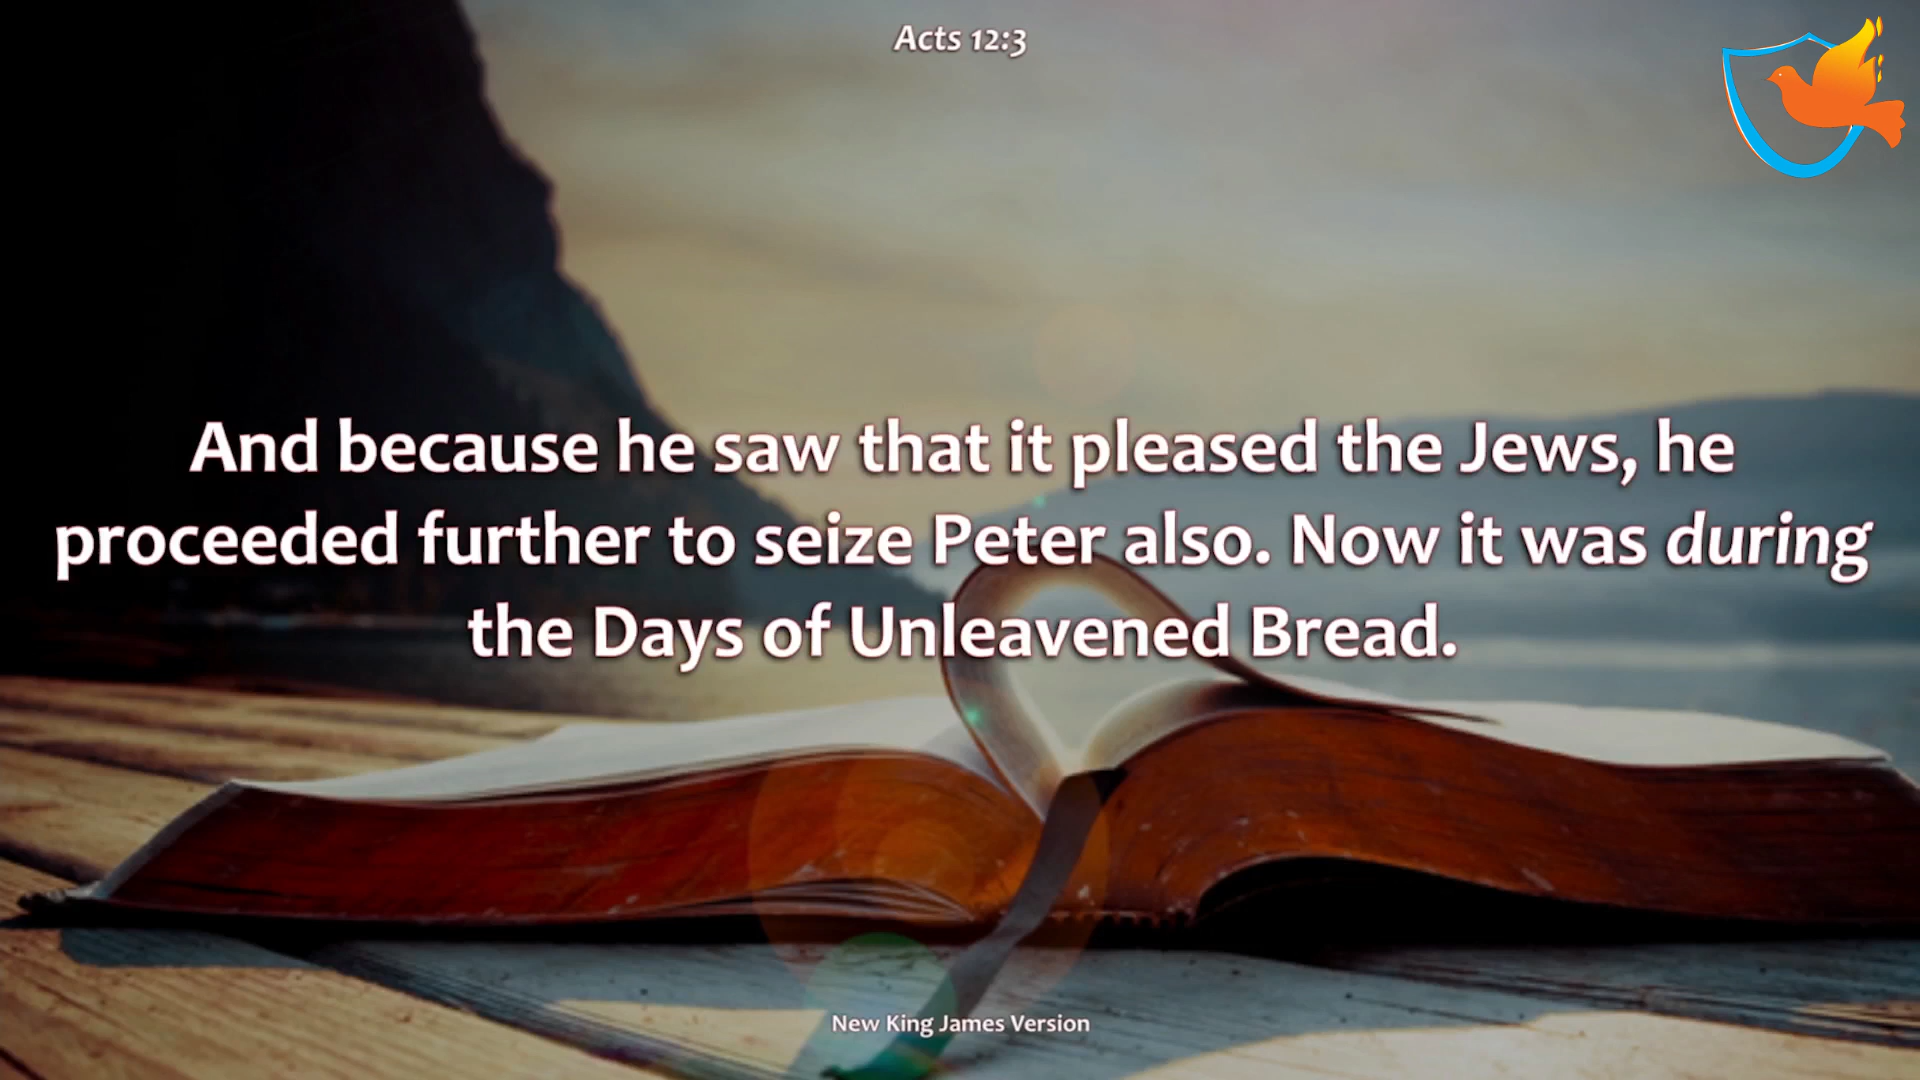 Acts 12:3
And because he saw that it pleased the Jews, he
proceeded further to seize Peter also. Now it was during
the Days of Unleavened Bread.
New King James Version